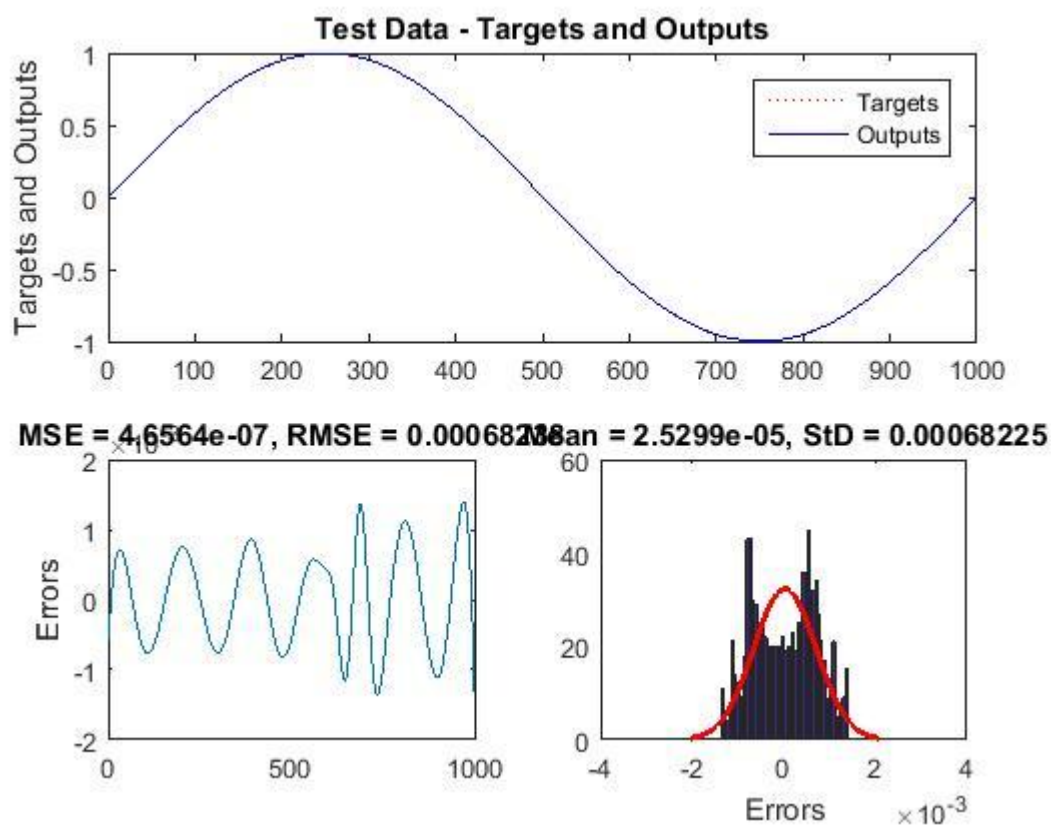 Test Data - Targets and Outputs
Targets and Outputs
1
0.5
0
-0.5
-1
0 100 200 300 400 500 600 700 800 900 1000
Targets
Outputs
MSE = 4.6564e-07, RMSE = 0.00068238
×10
Errors
2
1
0
-1
-2
0 500 1000
Mean = 2.5299e-05, StD = 0.00068225
60
40
20
0
-4 -2 0 2 4
Errors
×10-3